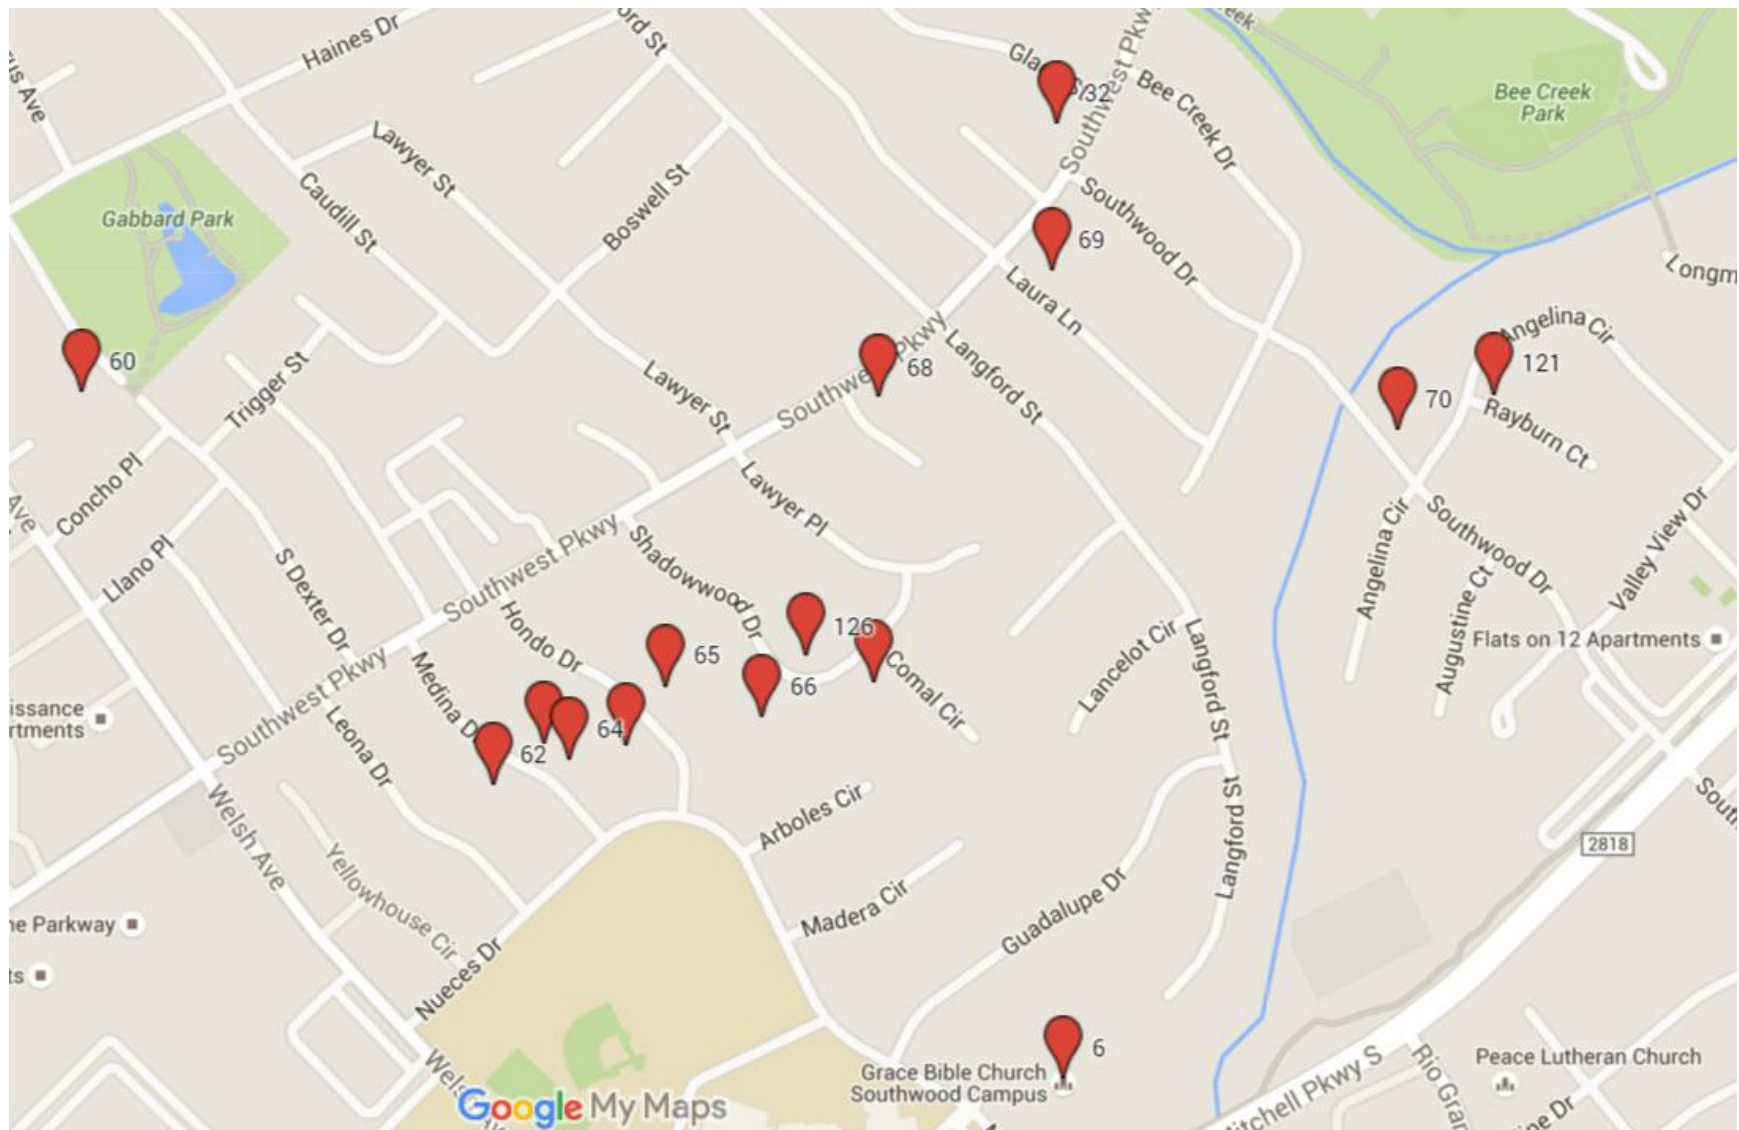 Haines Dr
Gabbard Park
Lawyer St
Caudill St
Boswell St
Southwest Pkwy
Southwest Pkwy
32
Bee Creek Dr
Bee Creek
Park
Southwood Dr
69
Laura Ln
60
Trigger St
Lawyer St
68
Langford St
Angelina Cir
121
70
Rayburn Ct
Concho Pl
Llano Pl
S Dexter Dr
Southwest Pkwy
Lawyer Pl
Shadowwood Dr
Angelina Cir
Southwood Dr
Augustine Ct
Valley View Dr
Flats on 12 Apartments
Hondo Dr
65
126
66
Comal Cir
Lancelot Cir
Langford St
Medina D
62
64
Southwest Pkwy
Leona Dr
Welsh Ave
Yellowhouse Cir
Arboles Cir
Madera Cir
Guadalupe Dr
Langford St
2818
Nueces Dr
6
Grace Bible Church
Southwood Campus
Peace Lutheran Church
Google My Maps